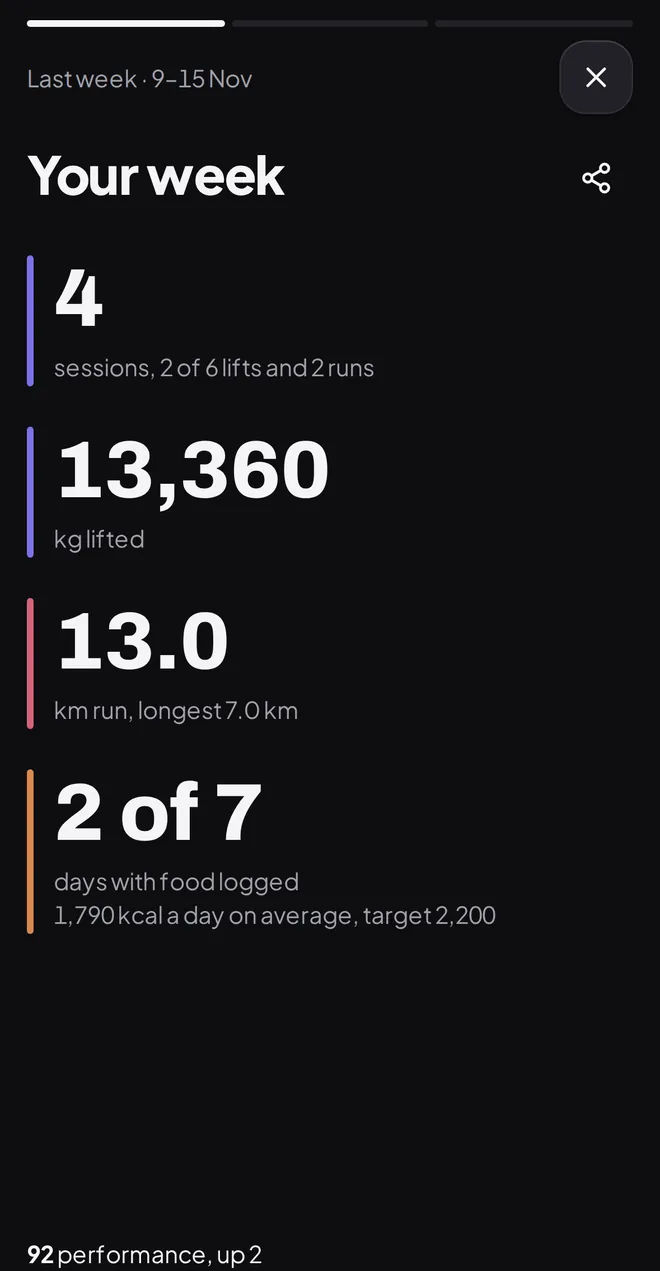 Last week · 9–15 Nov
Your week
4
sessions, 2 of 6 lifts and 2 runs
13,360
kg lifted
13.0
km run, longest 7.0 km
2 of 7
days with food logged
1,790 kcal a day on average, target 2,200
92 performance, up 2